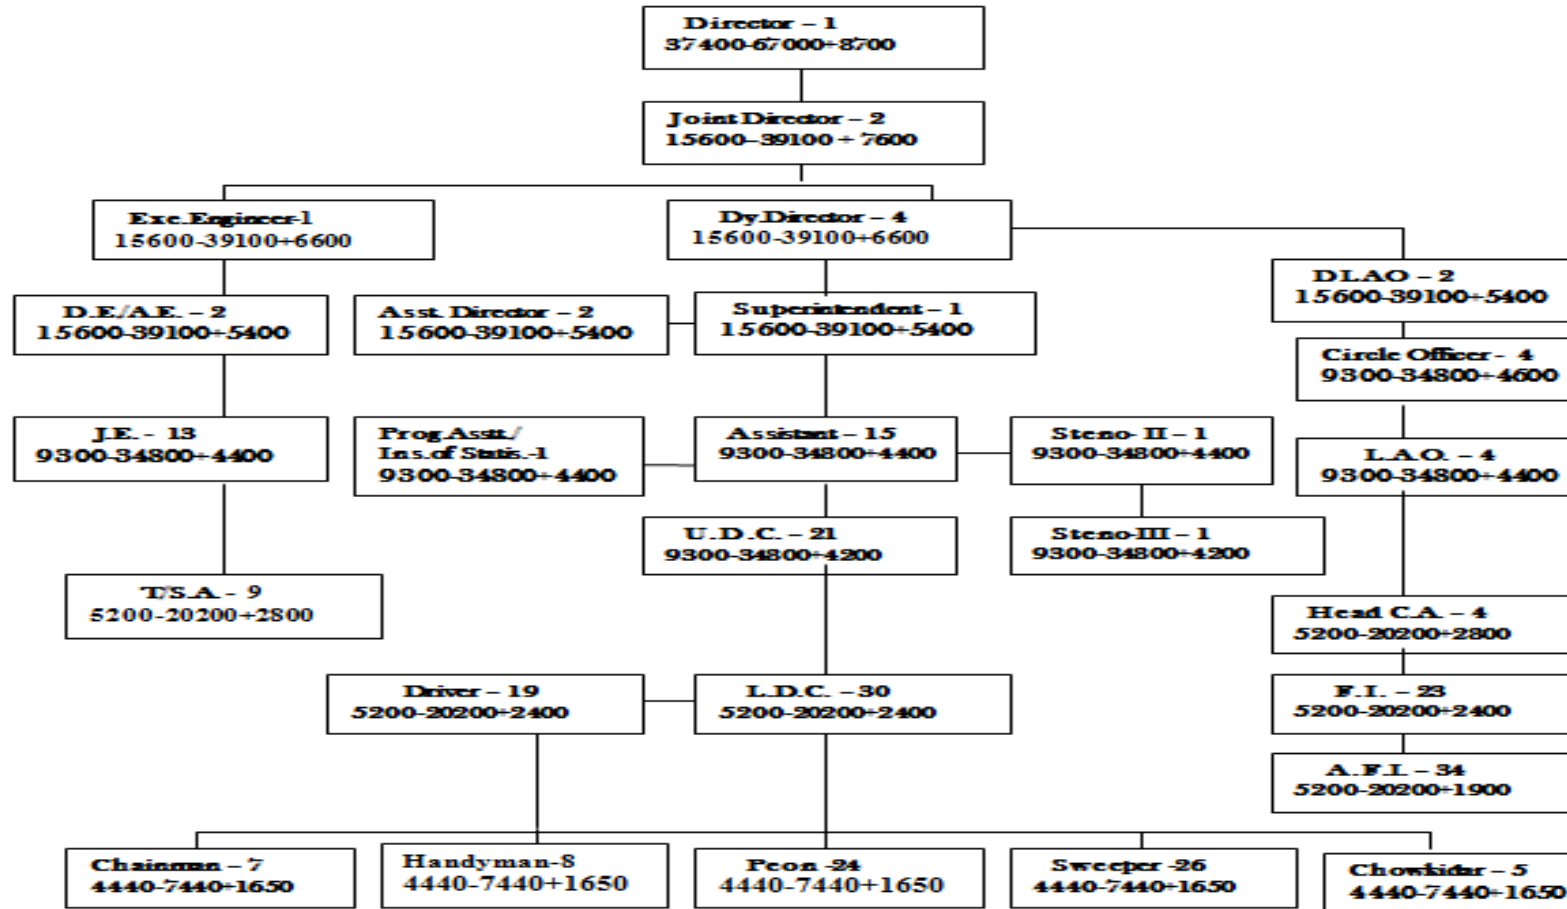 Director – 1
37400-67000+8700
Joint Director – 2
15600-39100 + 7600
Exe.Engineer-1
15600-39100+6600
Dy.Director – 4
15600-39100+6600
DLAO – 2
15600-39100+5400
D.E./A.E. – 2
15600-39100+5400
Asst. Director – 2
15600-39100+5400
Superintendent – 1
15600-39100+5400
Circle Officer - 4
9300-34800+4600
J.E. - 13
9300-34800+4400
Prog.Asstt./
Ins.of Statis.-1
9300-34800+4400
Assistant – 15
9300-34800+4400
Steno- II – 1
9300-34800+4400
L.A.O. – 4
9300-34800+4400
U.D.C. – 21
9300-34800+4200
Steno-III – 1
9300-34800+4200
T/S.A. - 9
5200-20200+2800
Head C.A. – 4
5200-20200+2800
Driver – 19
5200-20200+2400
L.D.C. – 30
5200-20200+2400
F.I. – 23
5200-20200+2400
A.F.I. – 34
5200-20200+1900
Chainman – 7
4440-7440+1650
Handyman-8
4440-7440+1650
Peon -24
4440-7440+1650
Sweeper -26
4440-7440+1650
Chowkidar – 5
4440-7440+1650